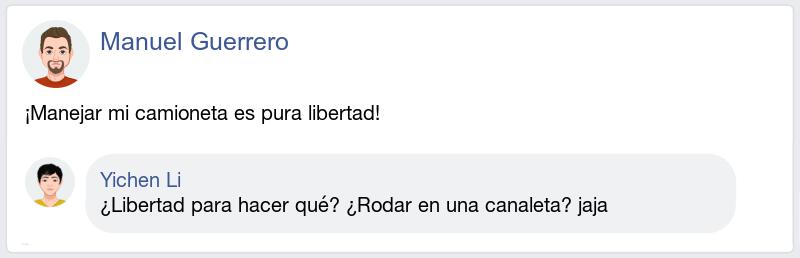 Manuel Guerrero
¡Manejar mi camioneta es pura libertad!
Yichen Li
¿Libertad para hacer qué? ¿Rodar en una canaleta? jaja